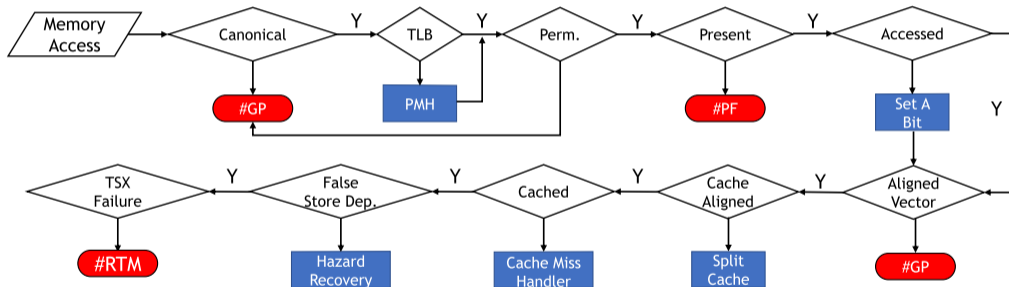 Memory
Access
Canonical
Y
TLB
Y
Perm.
Y
Present
Y
Accessed
#GP
PMH
#PF
Set A
Bit
Y
TSX
Failure
Y
False
Store Dep.
Y
Cached
Y
Cache
Aligned
Y
Aligned
Vector
#RTM
Hazard
Recovery
Cache Miss
Handler
Split
Cache
#GP